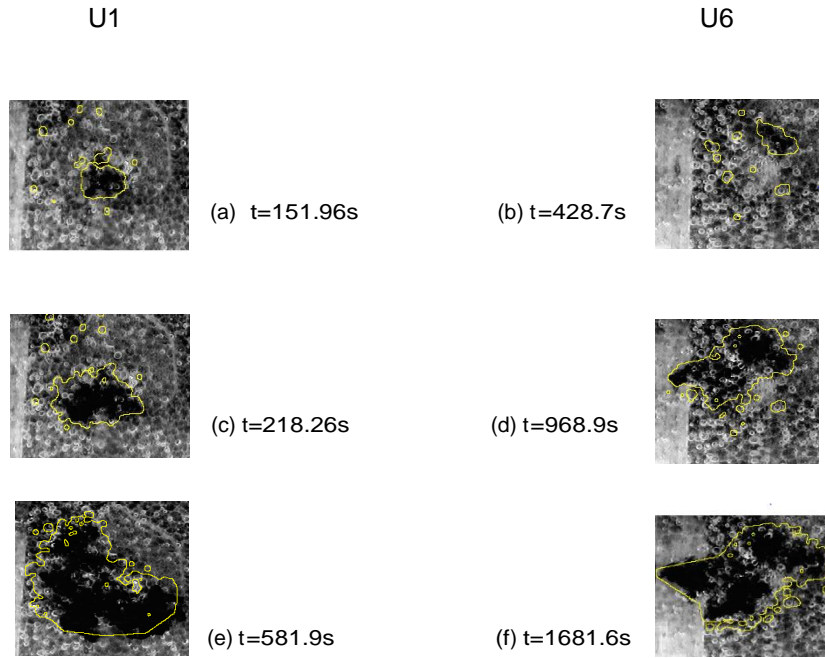 U1 U6
(a) t=151.96s (b) t=428.7s
(c) t=218.26s (d) t=968.9s
(e) t=581.9s (f) t=1681.6s